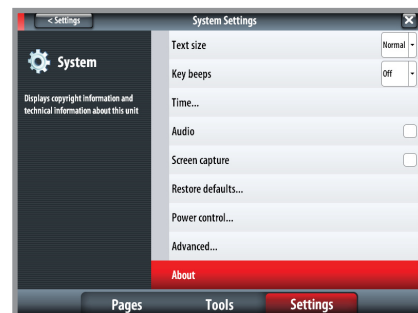 < Settings
System Settings
X
System
Displays copyright information and
technical information about this unit
Text size
Normal
Key beeps
Off
Time...
Audio
Screen capture
Restore defaults...
Power control...
Advanced...
About
Pages
Tools
Settings